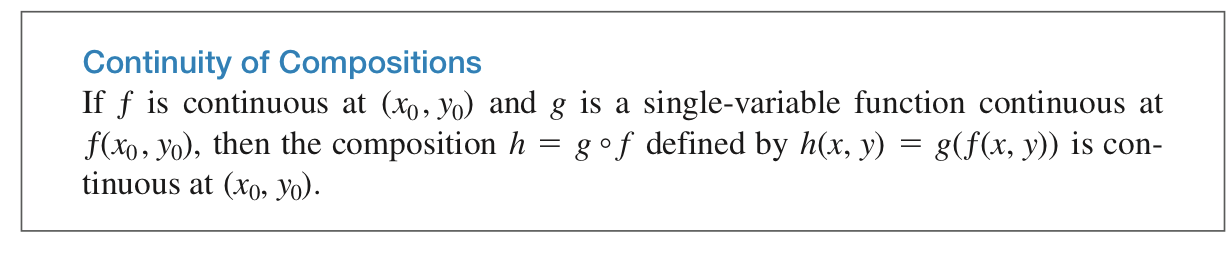 Continuity of Compositions
If f is continuous at (x₀, y₀) and g is a single-variable function continuous at
f(x₀, y₀), then the composition h = g ∘ f defined by h(x, y) = g(f(x, y)) is con-
tinuous at (x₀, y₀).